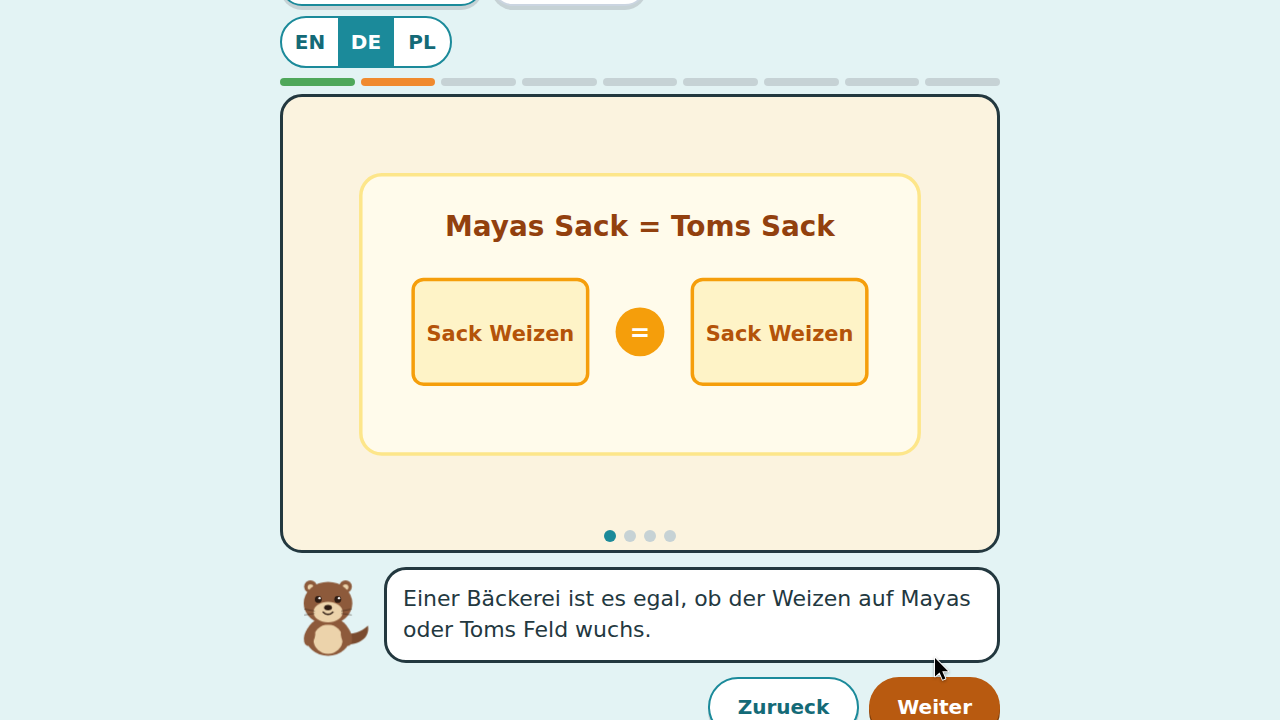 EN DE PL
Mayas Sack = Toms Sack
Sack Weizen = Sack Weizen
Einer Bäckerei ist es egal, ob der Weizen auf Mayas
oder Toms Feld wuchs.
Zurueck Weiter